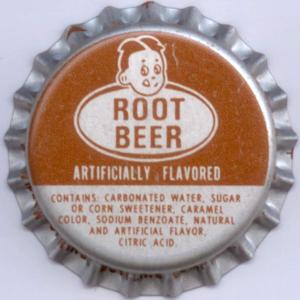 ROOT
BEER
ARTIFICIALLY FLAVORED
CONTAINS: CARBONATED WATER, SUGAR
OR CORN SWEETENER, CARAMEL
COLOR, SODIUM BENZOATE, NATURAL
AND ARTIFICIAL FLAVOR,
CITRIC ACID.